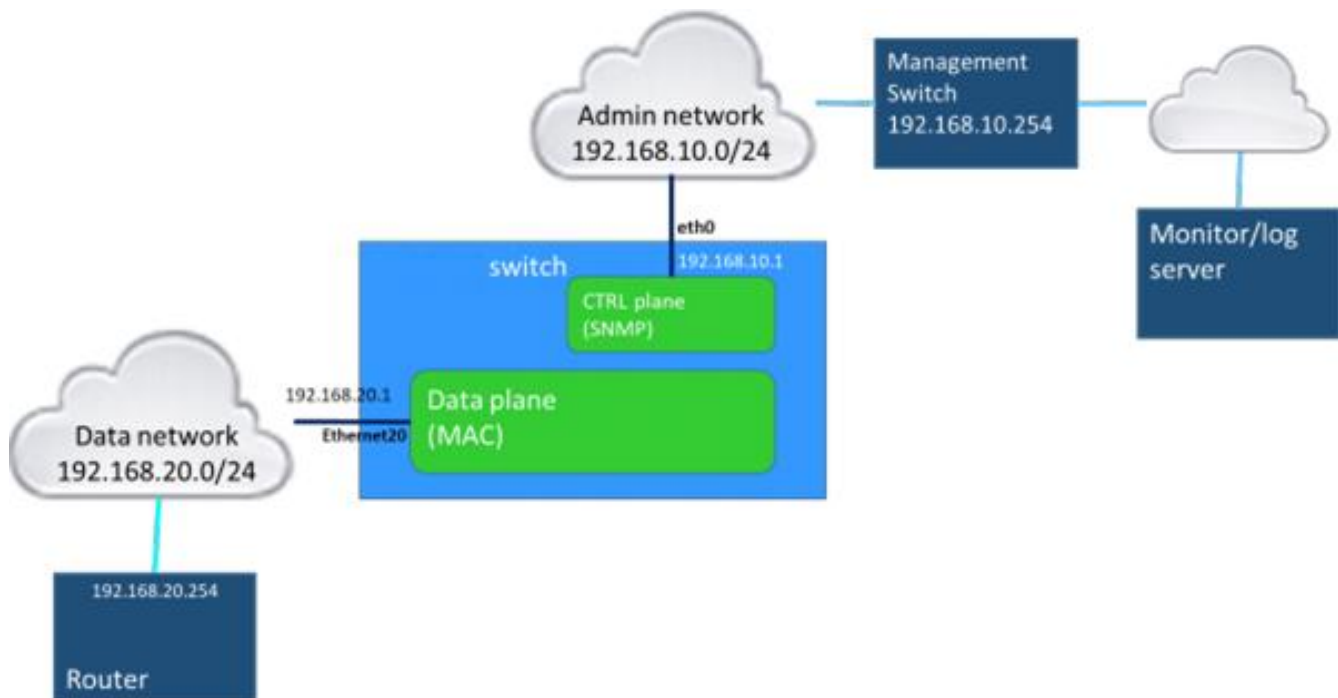 Management
Switch
192.168.10.254
Admin network
192.168.10.0/24
eth0
192.168.10.1
switch
Monitor/log
server
CTRL plane
(SNMP)
192.168.20.1
Ethernet20
Data plane
(MAC)
Data network
192.168.20.0/24
192.168.20.254
Router